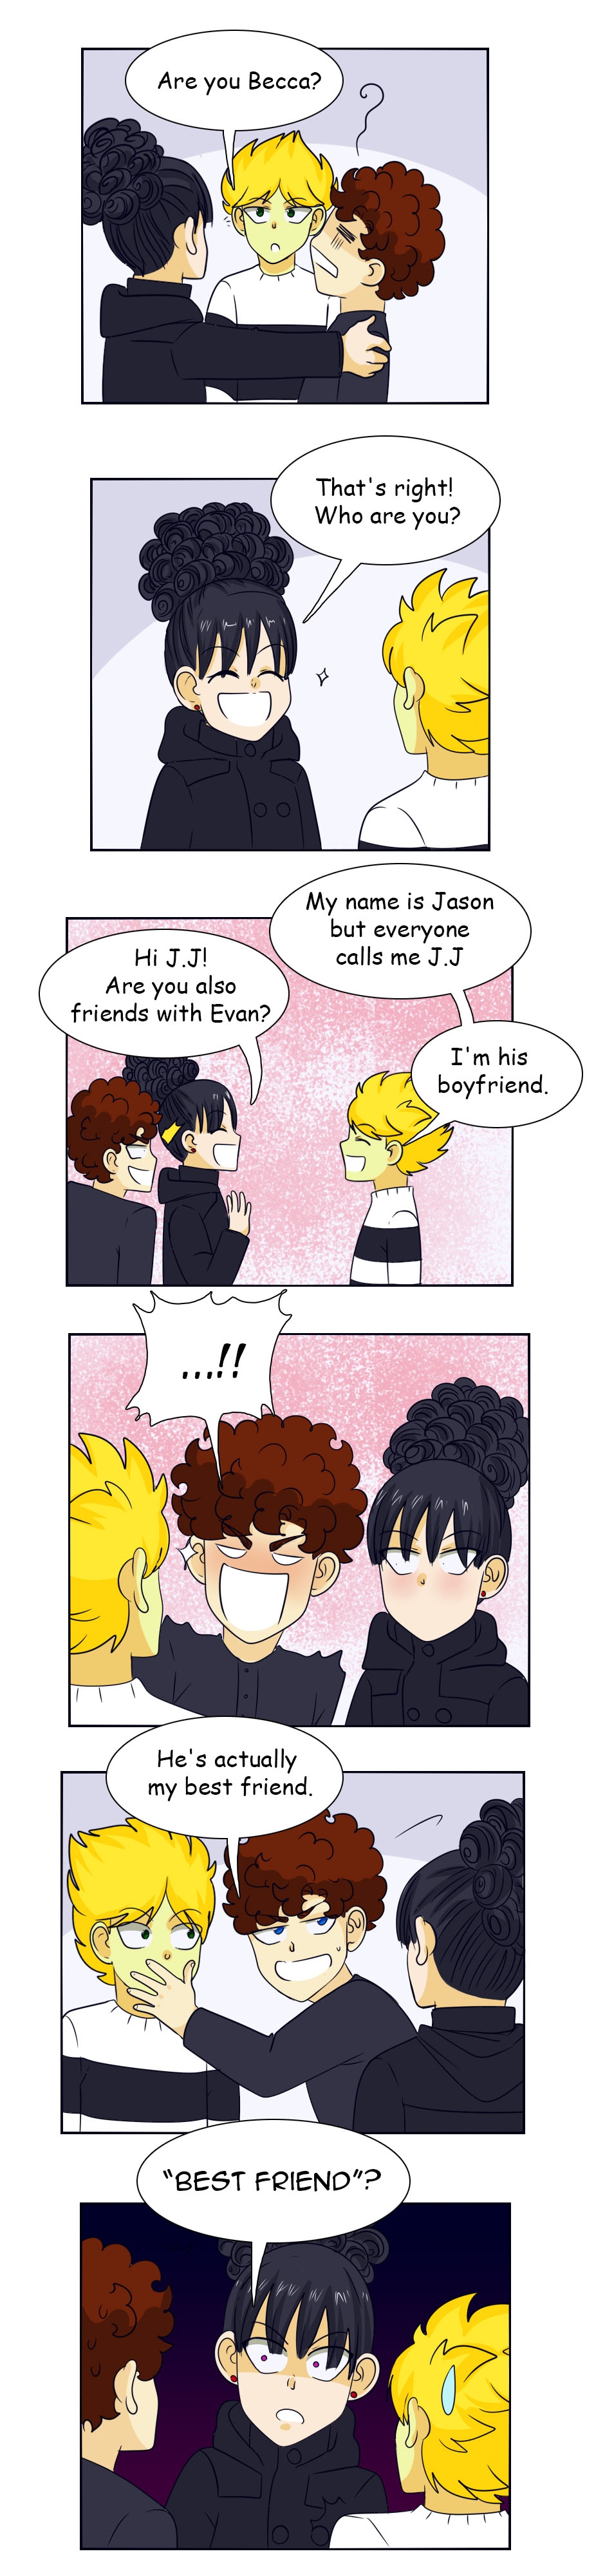 Are you Becca?
That's right!
Who are you?
My name is Jason
but everyone
calls me J.J
Hi J.J!
Are you also
friends with Evan?
I'm his
boyfriend.
...!!
He's actually
my best friend.
"BEST FRIEND"?